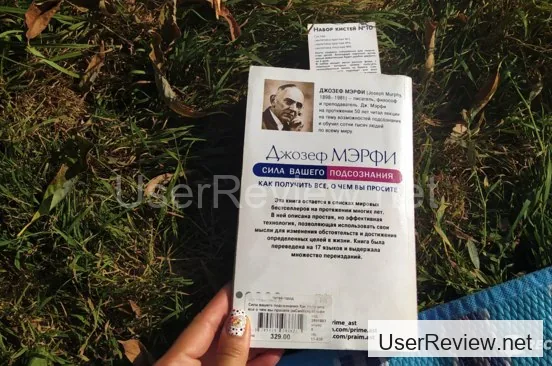 Набор кистей №10
ДЖОЗЕФ МЭРФИ (Joseph Murphy,
1898–1981) – писатель, философ
и преподаватель. Дж. Мэрфи
на протяжении 50 лет читал лекции
на тему возможностей подсознания
и обучил сотни тысяч людей
по всему миру.
Джозеф МЭРФИ
СИЛА ВАШЕГО ПОДСОЗНАНИЯ
КАК ПОЛУЧИТЬ ВСЕ, О ЧЕМ ВЫ ПРОСИТЕ
UserReview.net
Эта книга остается в списках мировых
бестселлеров на протяжении многих лет.
В ней описана простая, но эффективная
технология, позволяющая использовать свои
мысли для изменения обстоятельств и достижения
определенных целей в жизни. Книга была
переведена на 17 языков и выдержала
множество переизданий.
329.00
UserReview.net